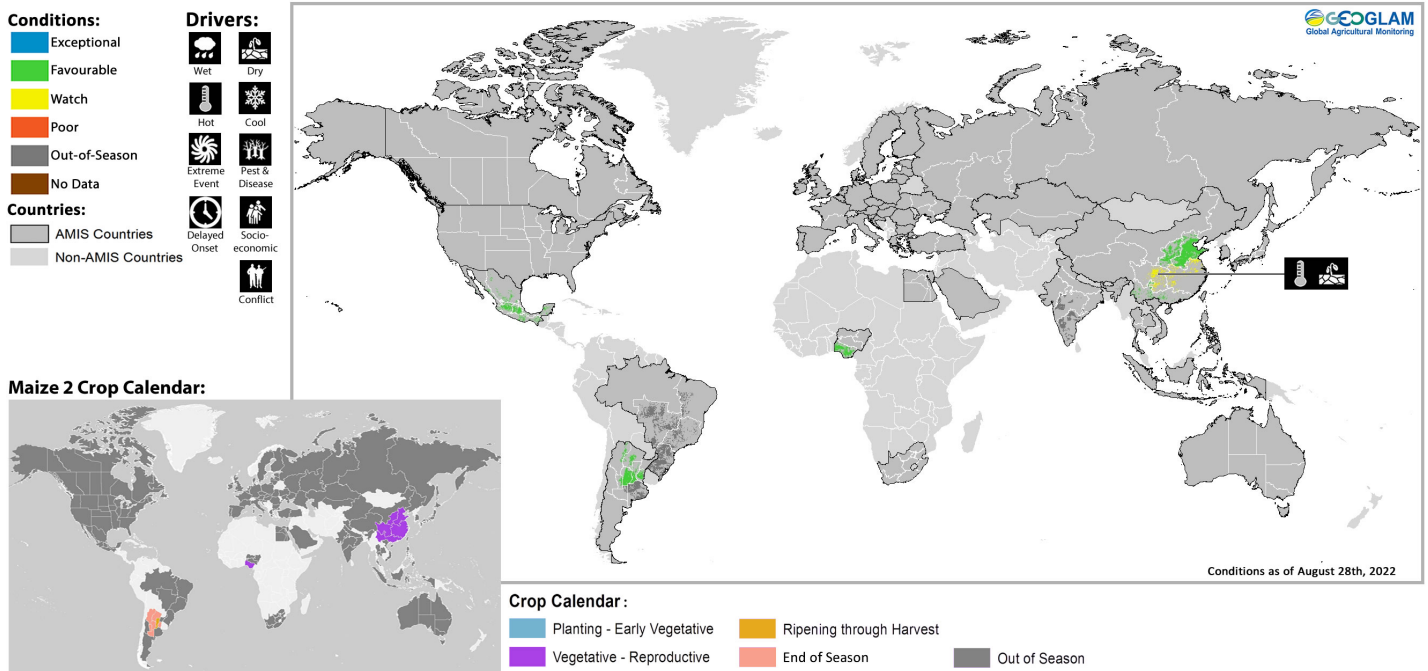 Conditions:
Exceptional
Favourable
Watch
Poor
Out-of-Season
No Data
Countries:
AMIS Countries
Non-AMIS Countries
Drivers:
Wet
Dry
Hot
Cool
Extreme
Event
Pest &
Disease
Delayed
Onset
Socio-
economic
Conflict
GEOGLAM
Global Agricultural Monitoring
Conditions as of August 28th, 2022
Maize 2 Crop Calendar:
Crop Calendar :
Planting - Early Vegetative
Ripening through Harvest
Vegetative - Reproductive
End of Season
Out of Season